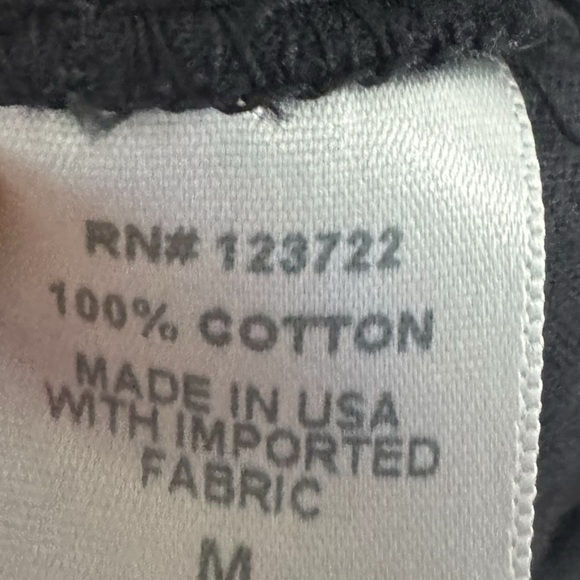 RN# 123722
100% COTTON
MADE IN USA
WITH IMPORTED
FABRIC
M